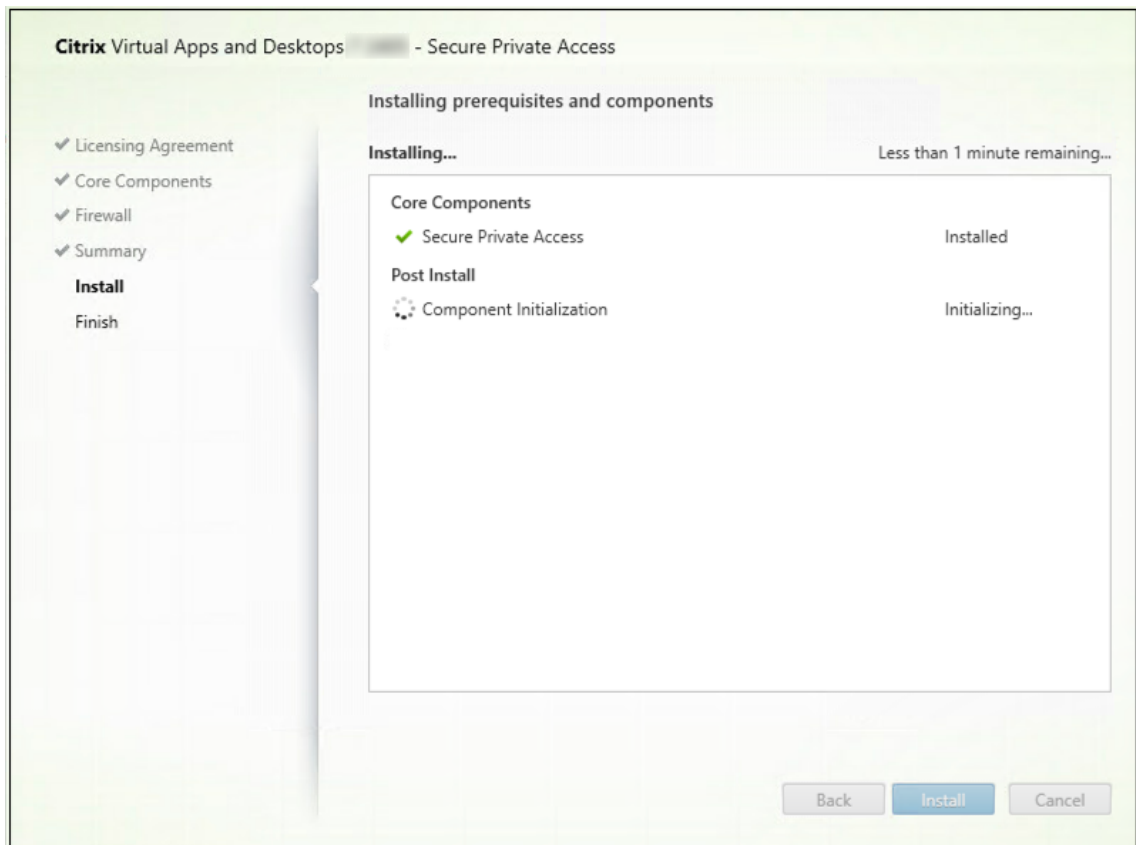 Citrix Virtual Apps and Desktops - Secure Private Access
Installing prerequisites and components
Licensing Agreement
Core Components
Firewall
Summary
Install
Finish
Installing... Less than 1 minute remaining...
Core Components
Secure Private Access Installed
Post Install
Component Initialization Initializing...
Back Install Cancel